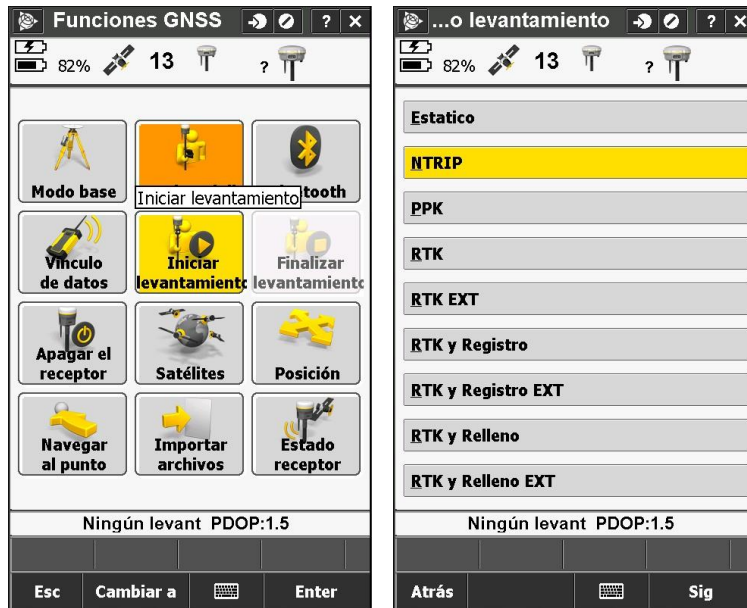 Funciones GNSS
? ×
82% 13 ?
Modo base
tooth
Iniciar levantamiento
Vínculo
de datos
Iniciar
levantamientc
Finalizar
levantamientc
Apagar el
receptor
Satélites
Posición
Navegar
al punto
Importar
archivos
Estado
receptor
Ningún levant PDOP:1.5
Esc Cambiar a Enter
...o levantamiento
? ×
82% 13 ?
Estatico
NTRIP
PPK
RTK
RTK EXT
RTK y Registro
RTK y Registro EXT
RTK y Relleno
RTK y Relleno EXT
Ningún levant PDOP:1.5
Atrás Sig